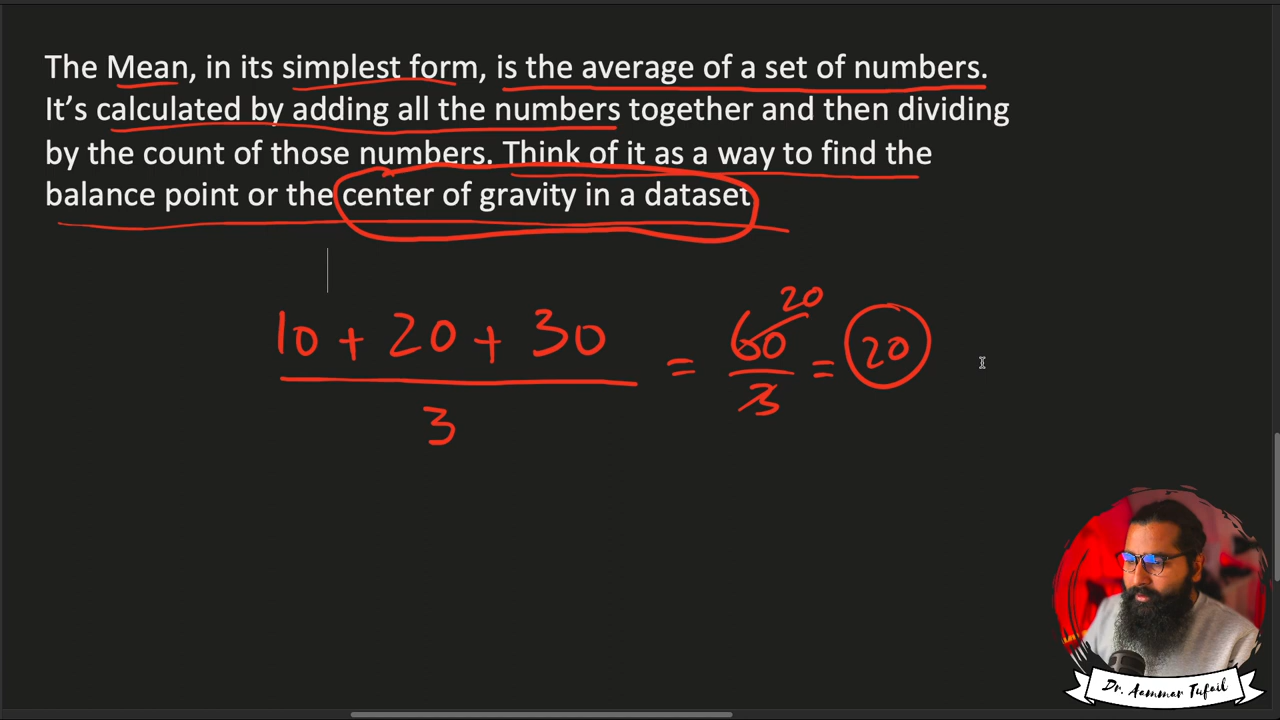 The Mean, in its simplest form, is the average of a set of numbers.
It’s calculated by adding all the numbers together and then dividing
by the count of those numbers. Think of it as a way to find the
balance point or the center of gravity in a dataset
10 + 20 + 30
3
=
20
60
3
=
20
Dr. Aammar Tufail